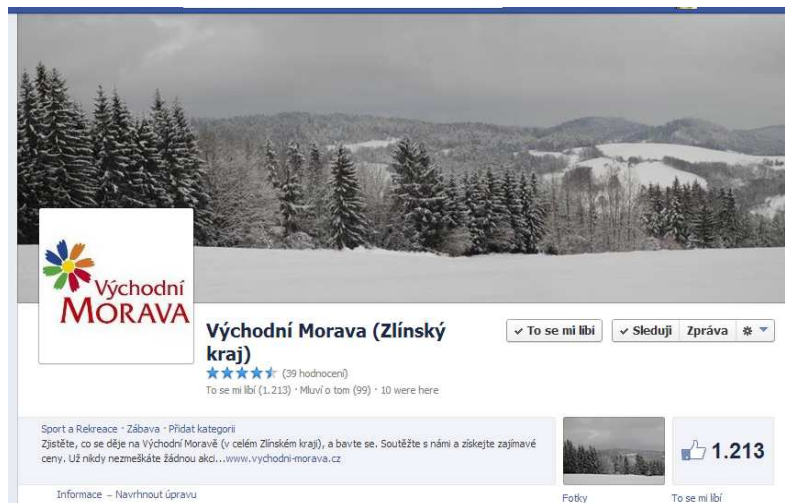 Východní
MORAVA
Východní Morava (Zlínský
kraj)
(39 hodnocení)
To se mi líbí (1.213) · Mluví o tom (99) · 10 were here
✓ To se mi líbí
✓ Sleduji Zpráva
Sport a Rekreace · Zábava · Přidat kategorii
Zjistěte, co se děje na Východní Moravě (v celém Zlínském kraji), a bavte se. Soutěžte s námi a získejte zajímavé
ceny. Už nikdy nezmeškáte žádnou akci...www.vychodni-morava.cz
1.213
Informace – Navrhnout úpravu
Fotky
To se mi líbí